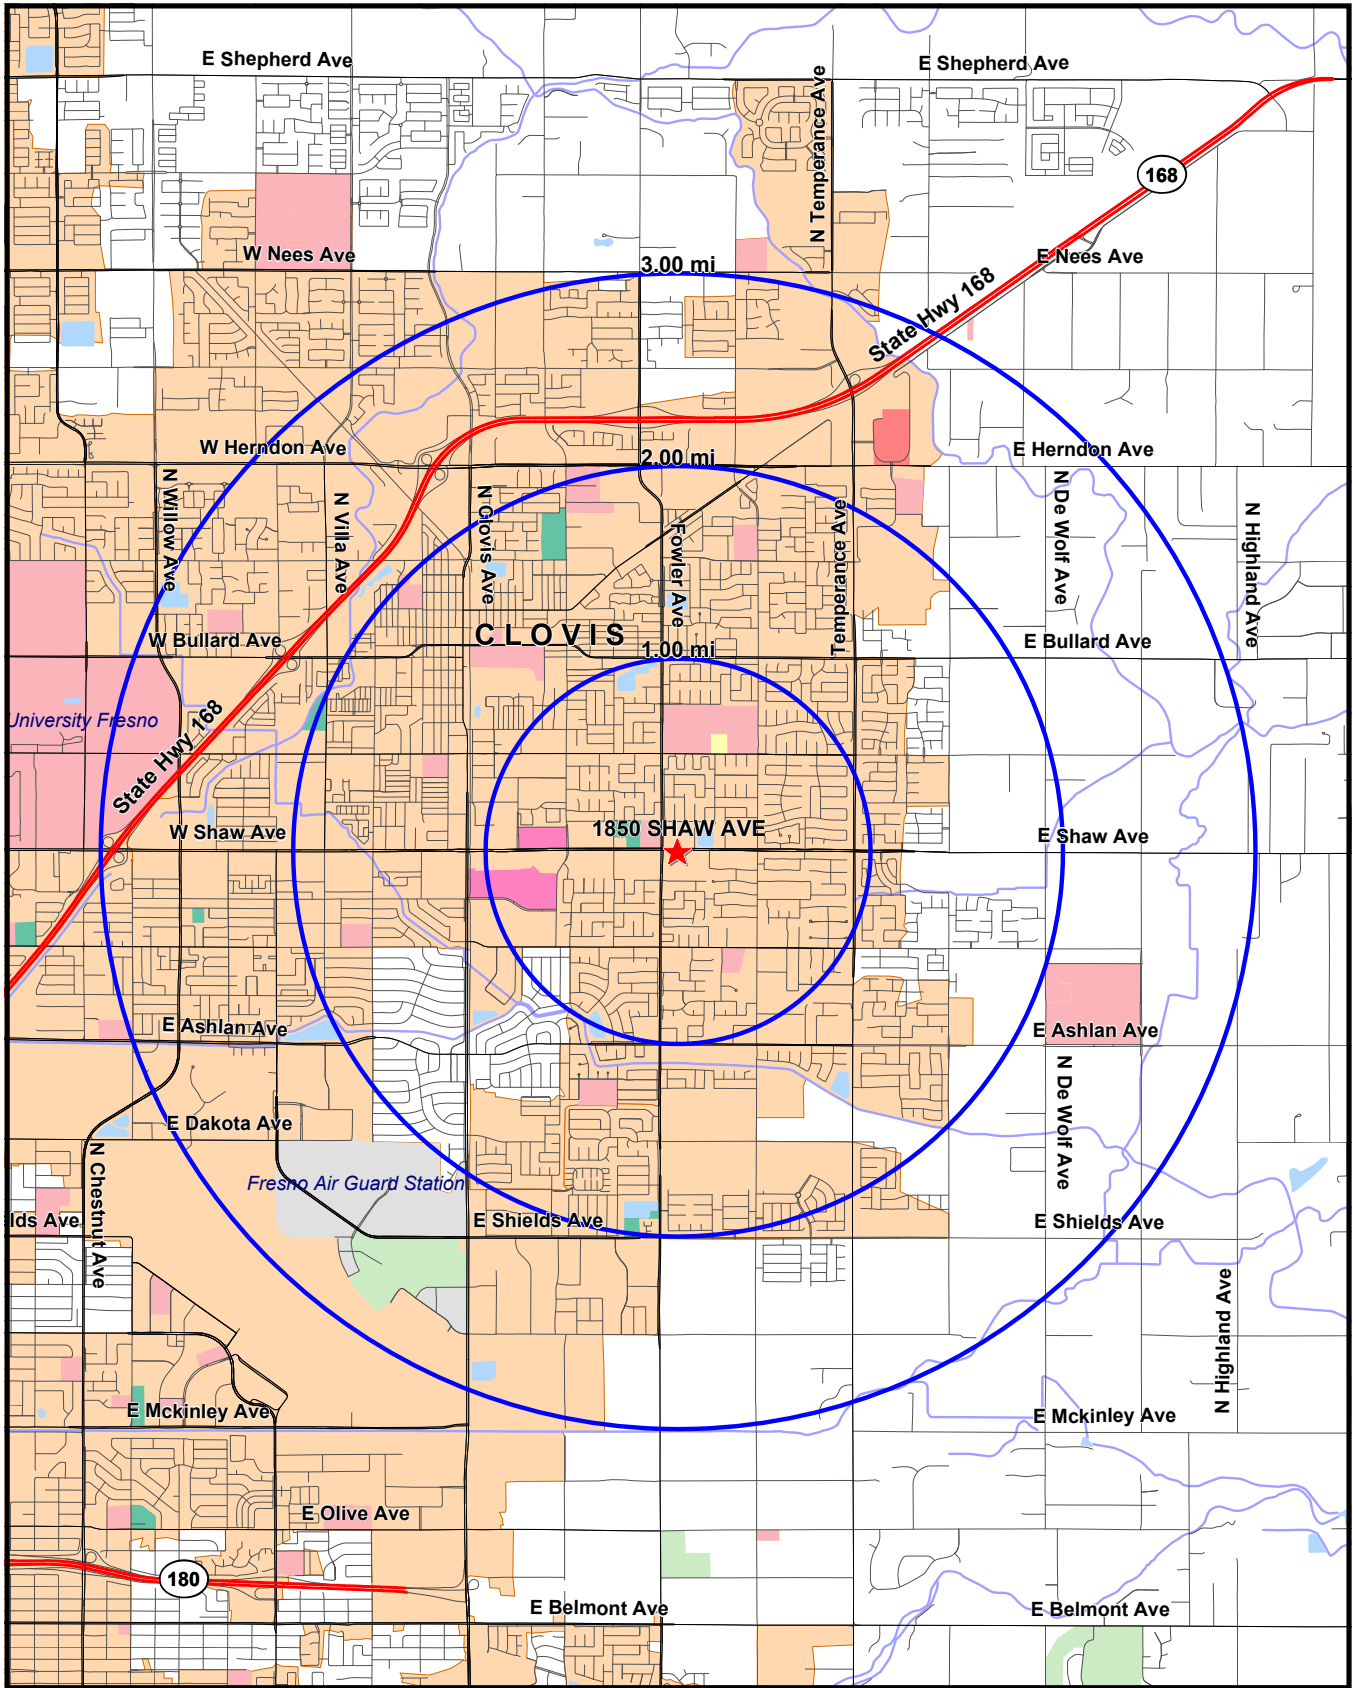 E Shepherd Ave
E Shepherd Ave
N Temperance Ave
168
W Nees Ave
E Nees Ave
3.00 mi
State Hwy 168
W Herndon Ave
E Herndon Ave
2.00 mi
N Willow Ave
N Villa Ave
N Clovis Ave
Fowler Ave
Temperance Ave
N De Wolf Ave
N Highland Ave
CLOVIS
W Bullard Ave
E Bullard Ave
1.00 mi
University Fresno
State Hwy 168
W Shaw Ave
1850 SHAW AVE
E Shaw Ave
E Ashlan Ave
E Ashlan Ave
N De Wolf Ave
E Dakota Ave
N Chestnut Ave
Fresno Air Guard Station
lds Ave
E Shields Ave
E Shields Ave
N Highland Ave
E Mckinley Ave
E Mckinley Ave
E Olive Ave
180
E Belmont Ave
E Belmont Ave